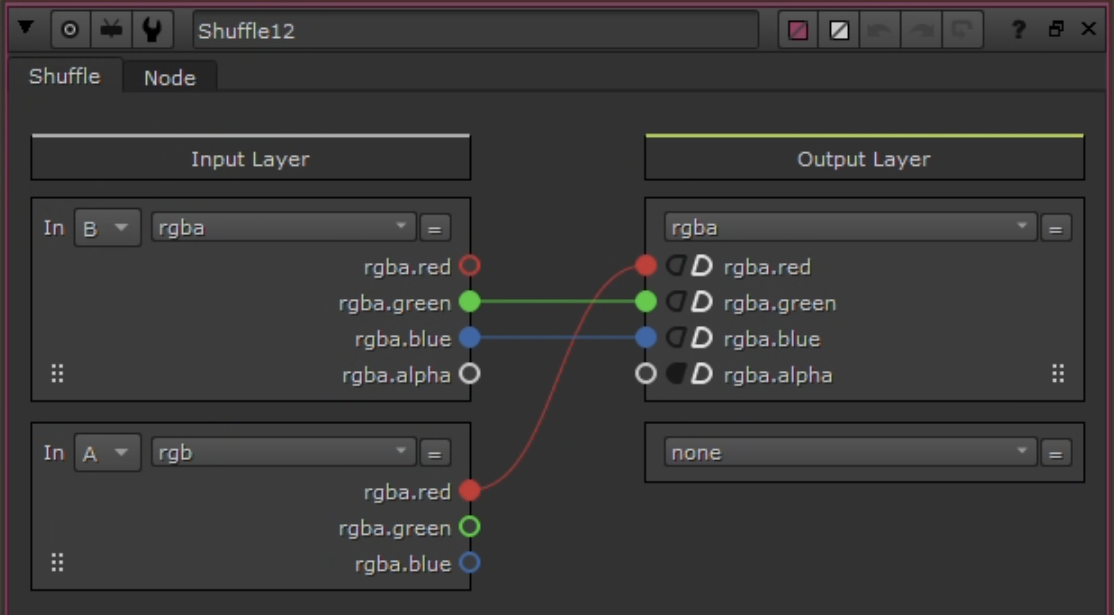 Shuffle12
?
Shuffle Node
Input Layer
Output Layer
In B rgba =
rgba.red
rgba.green
rgba.blue
rgba.alpha
rgba =
rgba.red
rgba.green
rgba.blue
rgba.alpha
In A rgb =
rgba.red
rgba.green
rgba.blue
none =